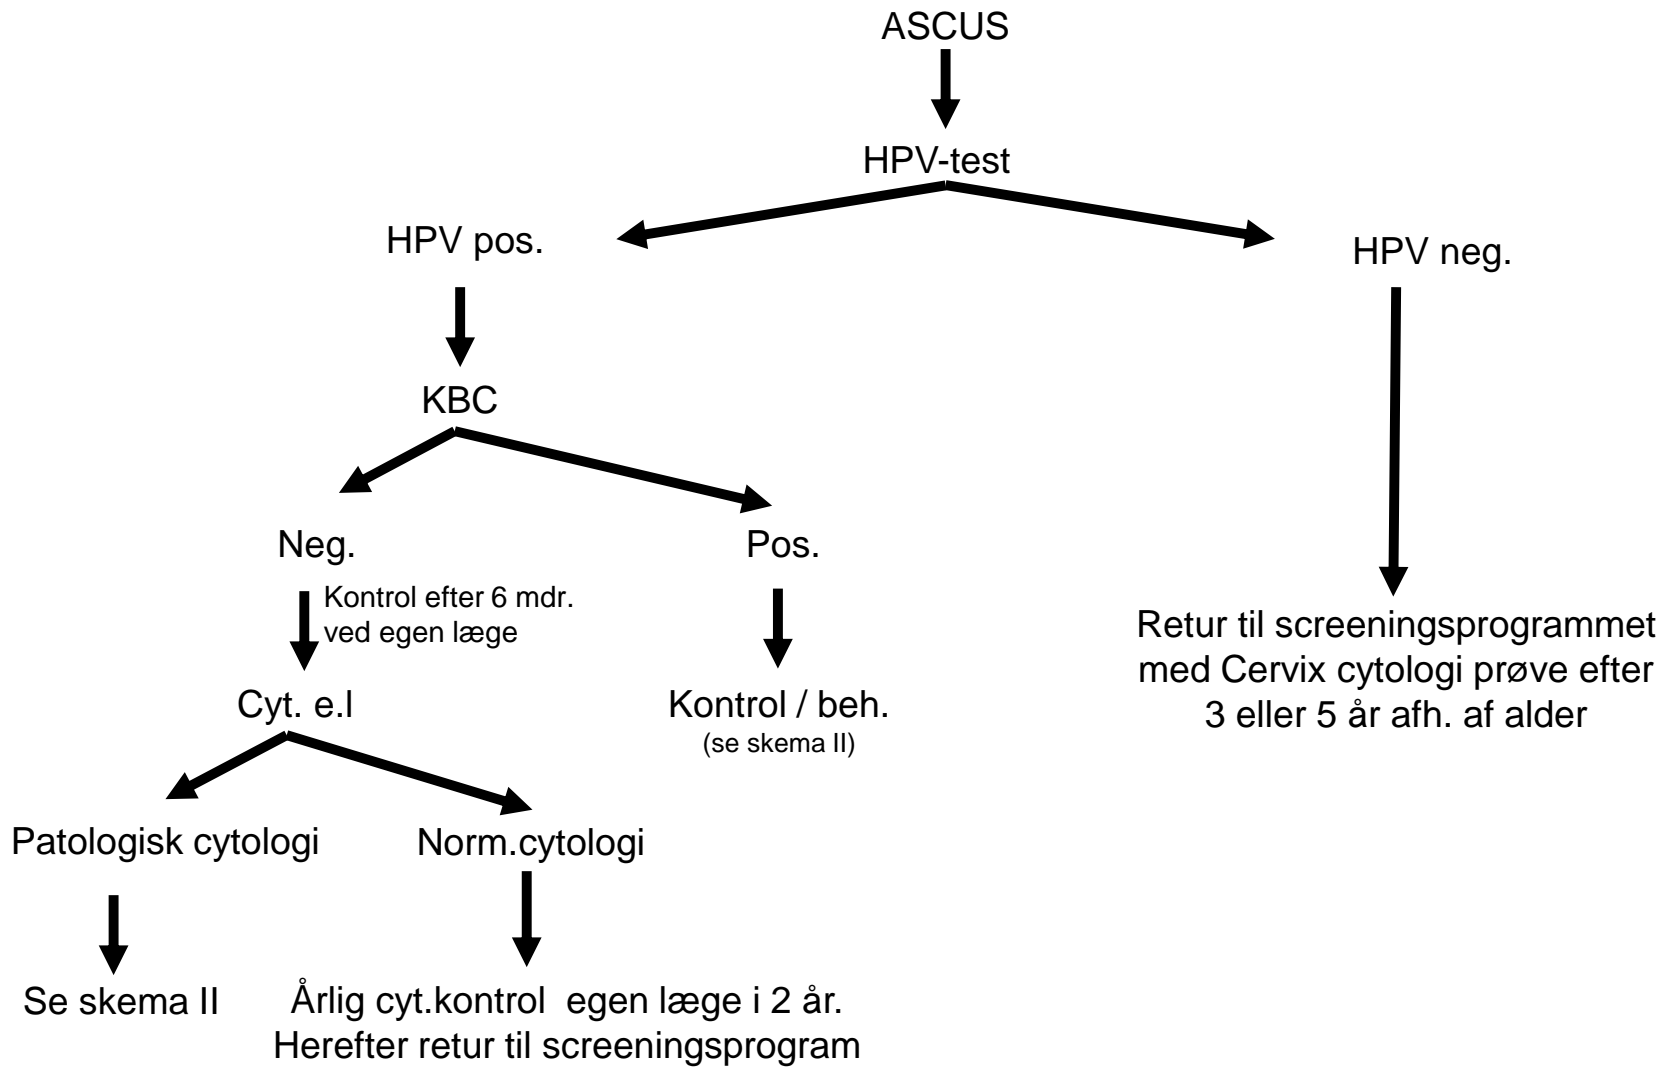 ASCUS
HPV-test
HPV pos.
HPV neg.
KBC
Neg.
Pos.
Kontrol efter 6 mdr.
ved egen læge
Retur til screeningsprogrammet
med Cervix cytologi prøve efter
3 eller 5 år afh. af alder
Cyt. e.l
Kontrol / beh.
(se skema II)
Patologisk cytologi
Norm.cytologi
Se skema II
Årlig cyt.kontrol egen læge i 2 år.
Herefter retur til screeningsprogram